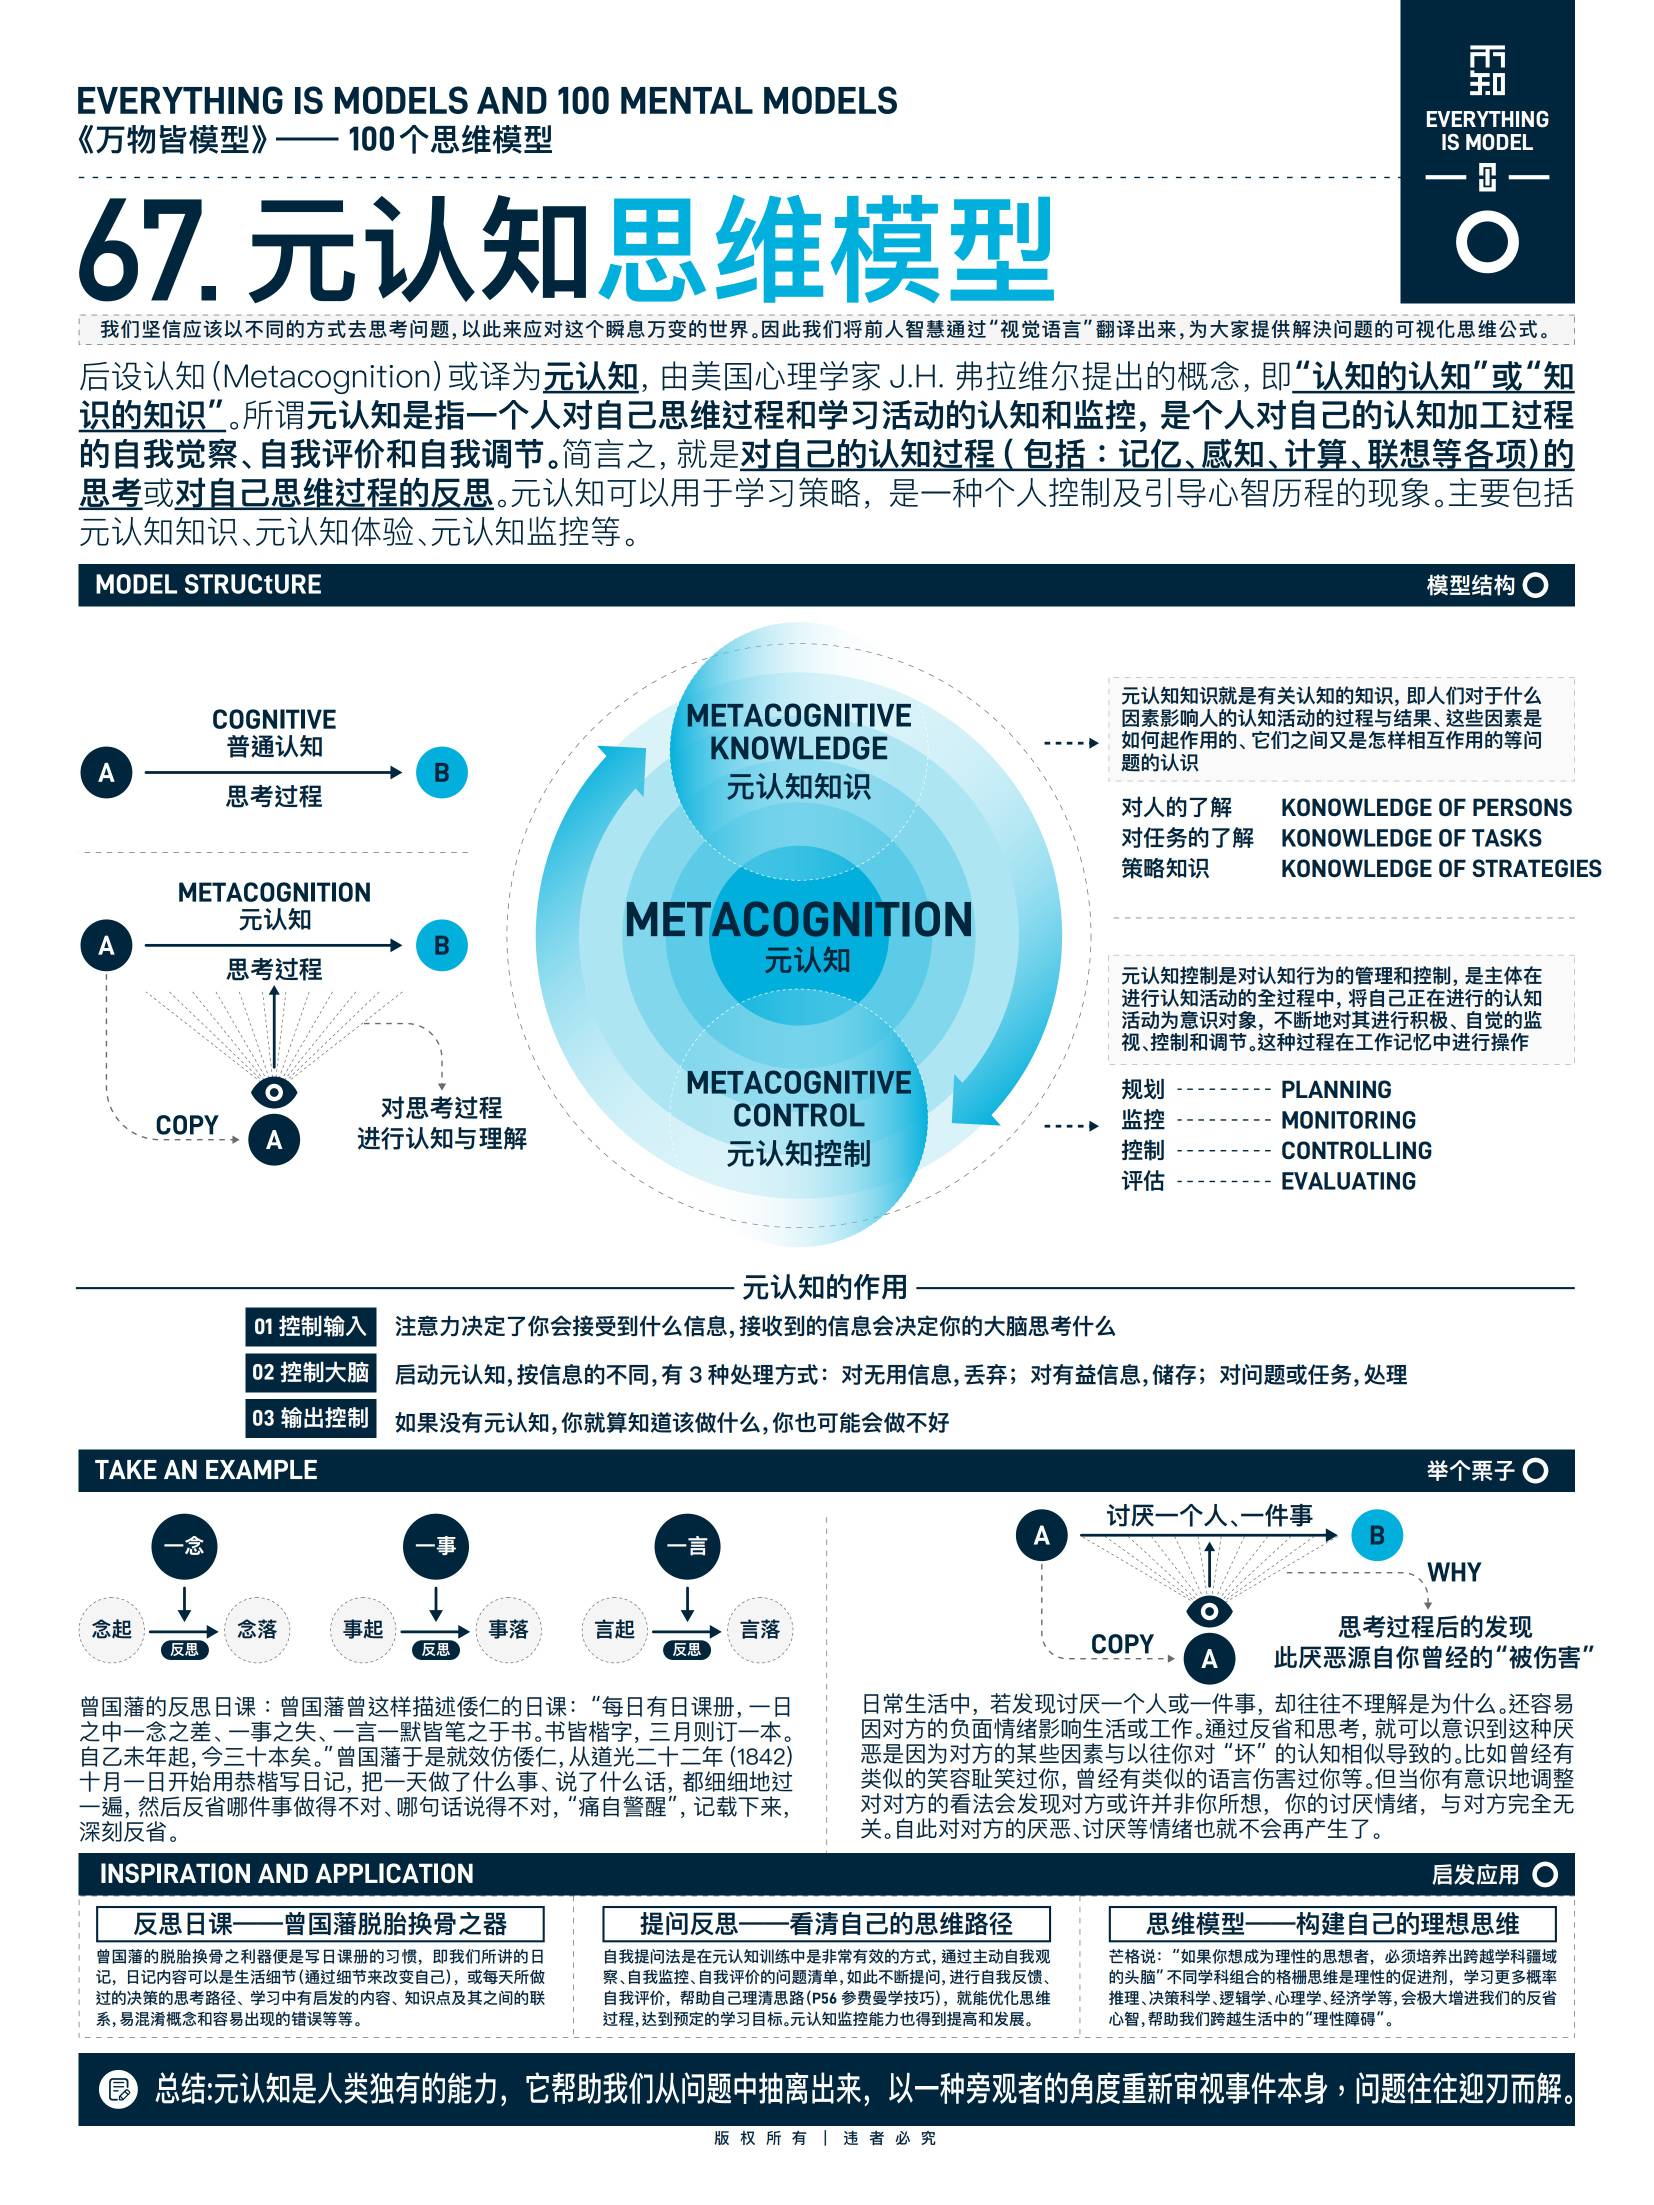 EVERYTHING IS MODELS AND 100 MENTAL MODELS
《万物皆模型》—— 100个思维模型
EVERYTHING
IS MODEL
67. 元认知思维模型
我们坚信应该以不同的方式去思考问题,以此来应对这个瞬息万变的世界。因此我们将前人智慧通过“视觉语言”翻译出来,为大家提供解决问题的可视化思维公式。
后设认知(Metacognition)或译为元认知, 由美国心理学家 J.H. 弗拉维尔提出的概念, 即“认知的认知”或“知
识的知识”。所谓元认知是指一个人对自己思维过程和学习活动的认知和监控, 是个人对自己的认知加工过程
的自我觉察、自我评价和自我调节。简言之, 就是对自己的认知过程 ( 包括：记忆、感知、计算、联想等各项)的
思考或对自己思维过程的反思。元认知可以用于学习策略, 是一种个人控制及引导心智历程的现象。主要包括
元认知知识、元认知体验、元认知监控等。
MODEL STRUCtURE
模型结构
COGNITIVE
普通认知
A
B
思考过程
METACOGNITION
元认知
A
B
思考过程
COPY
A
对思考过程
进行认知与理解
METACOGNITIVE
KNOWLEDGE
元认知知识
METACOGNITION
元认知
METACOGNITIVE
CONTROL
元认知控制
元认知知识就是有关认知的知识, 即人们对于什么
因素影响人的认知活动的过程与结果、这些因素是
如何起作用的、它们之间又是怎样相互作用的等问
题的认识
对人的了解 KONOWLEDGE OF PERSONS
对任务的了解 KONOWLEDGE OF TASKS
策略知识 KONOWLEDGE OF STRATEGIES
元认知控制是对认知行为的管理和控制, 是主体在
进行认知活动的全过程中, 将自己正在进行的认知
活动为意识对象, 不断地对其进行积极、自觉的监
视、控制和调节。这种过程在工作记忆中进行操作
规划 --------- PLANNING
监控 --------- MONITORING
控制 --------- CONTROLLING
评估 --------- EVALUATING
元认知的作用
01 控制输入 注意力决定了你会接受到什么信息, 接收到的信息会决定你的大脑思考什么
02 控制大脑 启动元认知, 按信息的不同, 有 3 种处理方式: 对无用信息, 丢弃; 对有益信息, 储存; 对问题或任务, 处理
03 输出控制 如果没有元认知, 你就算知道该做什么, 你也可能会做不好
TAKE AN EXAMPLE
举个栗子
一念
念起
反思
念落
一事
事起
反思
事落
一言
言起
反思
言落
曾国藩的反思日课：曾国藩曾这样描述倭仁的日课: “每日有日课册, 一日
之中一念之差、一事之失、一言一默皆笔之于书。书皆楷字, 三月则订一本。
自乙未年起, 今三十本矣。”曾国藩于是就效仿倭仁, 从道光二十二年 (1842)
十月一日开始用恭楷写日记, 把一天做了什么事、说了什么话, 都细细地过
一遍, 然后反省哪件事做得不对、哪句话说得不对, “痛自警醒”, 记载下来,
深刻反省。
A
讨厌一个人、一件事
B
WHY
COPY
A
思考过程后的发现
此厌恶源自你曾经的“被伤害”
日常生活中, 若发现讨厌一个人或一件事, 却往往不理解是为什么。还容易
因对方的负面情绪影响生活或工作。通过反省和思考, 就可以意识到这种厌
恶是因为对方的某些因素与以往你对 “坏” 的认知相似导致的。比如曾经有
类似的笑容耻笑过你, 曾经有类似的语言伤害过你等。但当你有意识地调整
对对方的看法会发现对方或许并非你所想, 你的讨厌情绪, 与对方完全无
关。自此对对方的厌恶、讨厌等情绪也就不会再产生了。
INSPIRATION AND APPLICATION
启发应用
反思日课——曾国藩脱胎换骨之器
曾国藩的脱胎换骨之利器便是写日课册的习惯, 即我们所讲的日
记, 日记内容可以是生活细节(通过细节来改变自己), 或每天所做
过的决策的思考路径、学习中有启发的内容、知识点及其之间的联
系, 易混淆概念和容易出现的错误等等。
提问反思——看清自己的思维路径
自我提问法是在元认知训练中是非常有效的方式, 通过主动自我观
察、自我监控、自我评价的问题清单, 如此不断提问, 进行自我反馈、
自我评价, 帮助自己理清思路(P56 参费曼学技巧), 就能优化思维
过程, 达到预定的学习目标。元认知监控能力也得到提高和发展。
思维模型——构建自己的理想思维
芒格说: “如果你想成为理性的思想者, 必须培养出跨越学科疆域
的头脑”不同学科组合的格栅思维是理性的促进剂, 学习更多概率
推理、决策科学、逻辑学、心理学、经济学等, 会极大增进我们的反省
心智, 帮助我们跨越生活中的“理性障碍“。
总结:元认知是人类独有的能力, 它帮助我们从问题中抽离出来, 以一种旁观者的角度重新审视事件本身，问题往往迎刃而解。
版权所有 | 违者必究